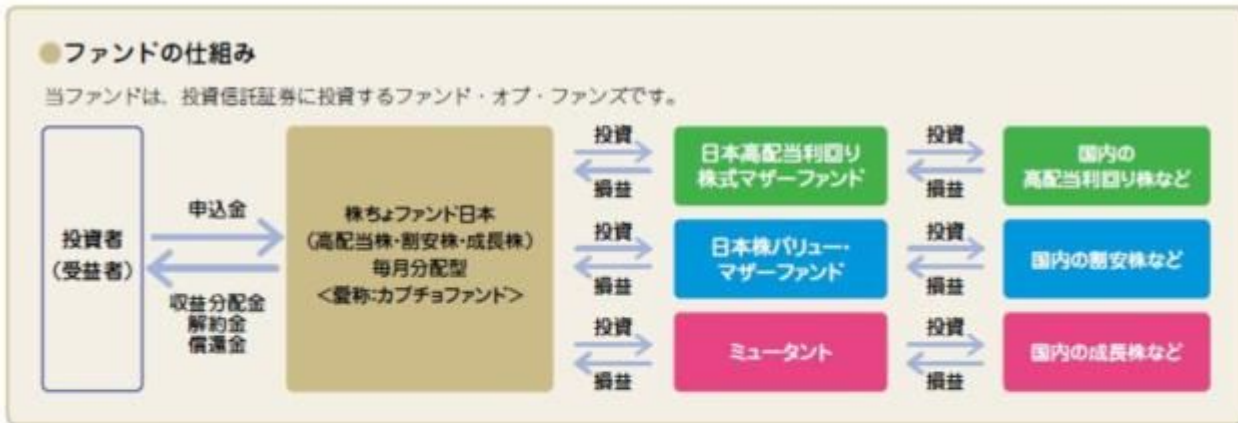 ●ファンドの仕組み
当ファンドは、投資信託証券に投資するファンド・オブ・ファンズです。
投資者
（受益者）
申込金
収益分配金
解約金
償還金
株ちょファンド日本
（高配当株・割安株・成長株）
毎月分配型
＜愛称：カブチョファンド＞
投資
損益
日本高配当利回り
株式マザーファンド
投資
損益
国内の
高配当利回り株など
投資
損益
日本株バリュー・
マザーファンド
投資
損益
国内の割安株など
投資
損益
ミュータント
投資
損益
国内の成長株など